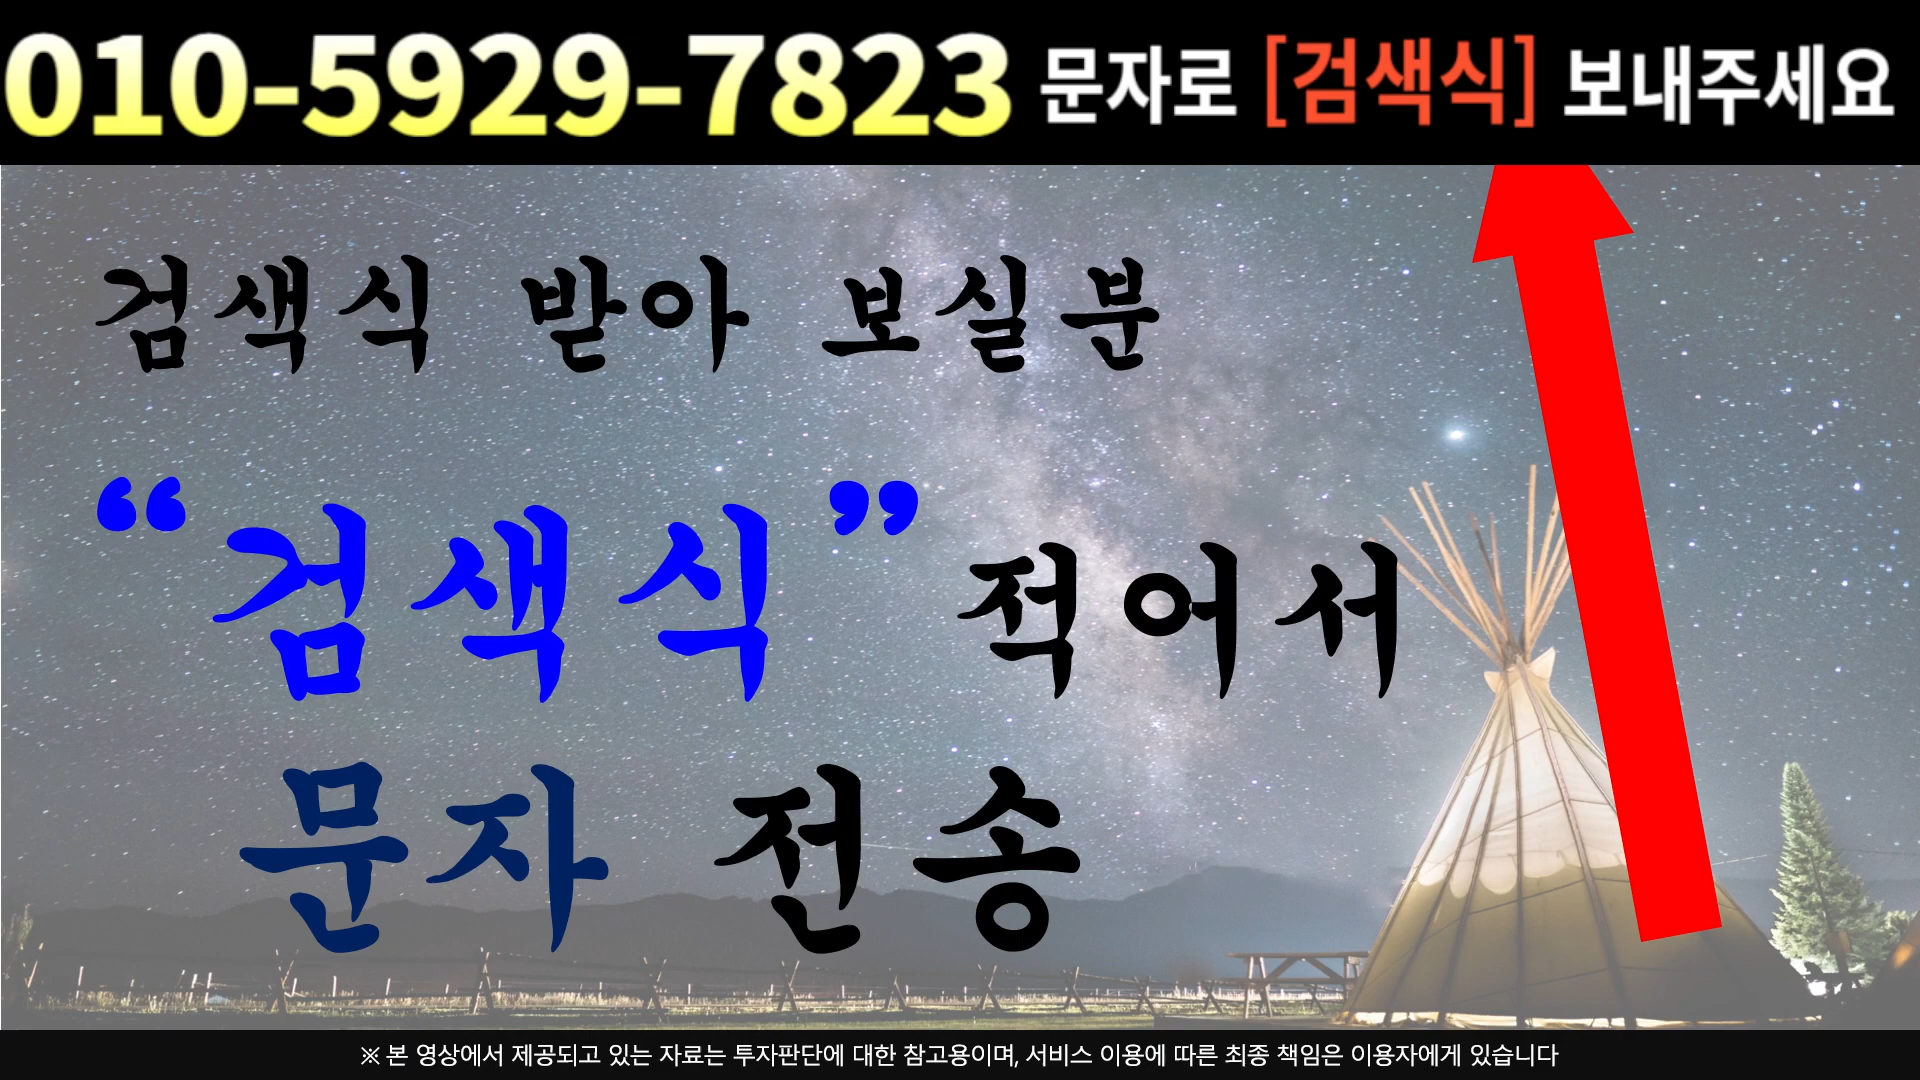 010-5929-7823 문자로 [검색식] 보내주세요
검색식 받아 보실분
“검색식” 적어서
문자 전송
※ 본 영상에서 제공되고 있는 자료는 투자판단에 대한 참고용이며, 서비스 이용에 따른 최종 책임은 이용자에게 있습니다